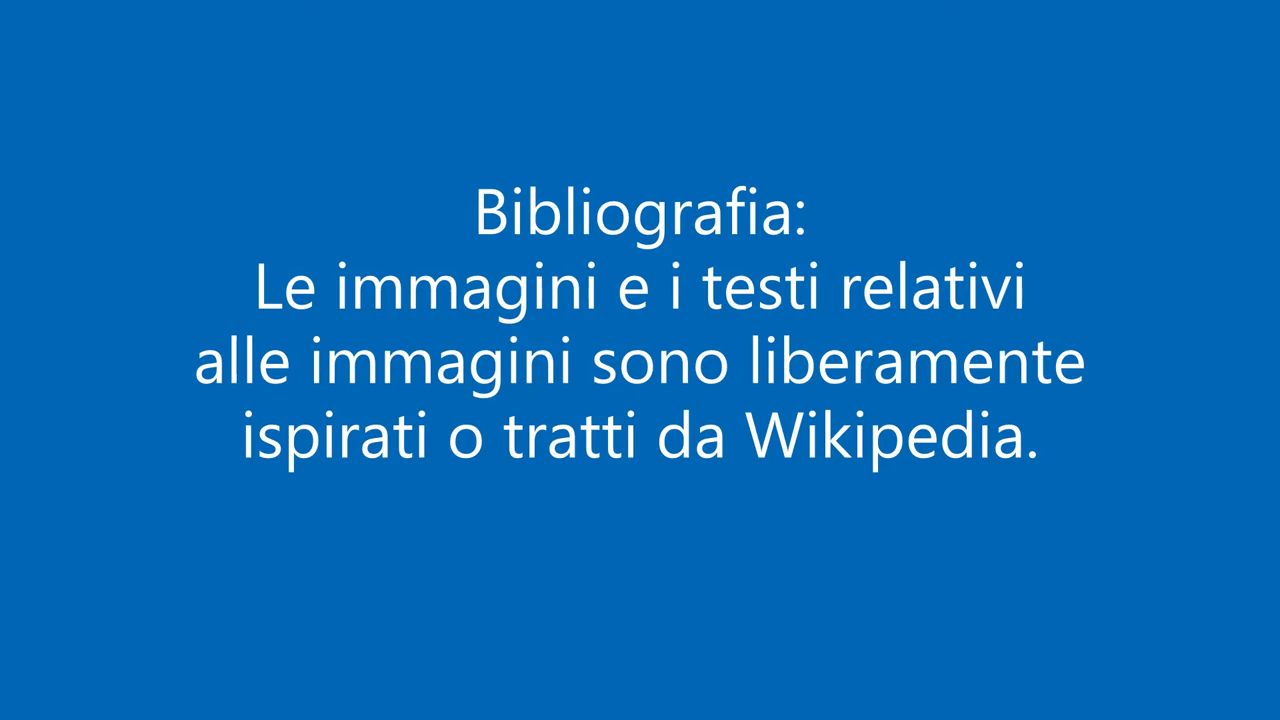 Bibliografia:
Le immagini e i testi relativi
alle immagini sono liberamente
ispirati o tratti da Wikipedia.